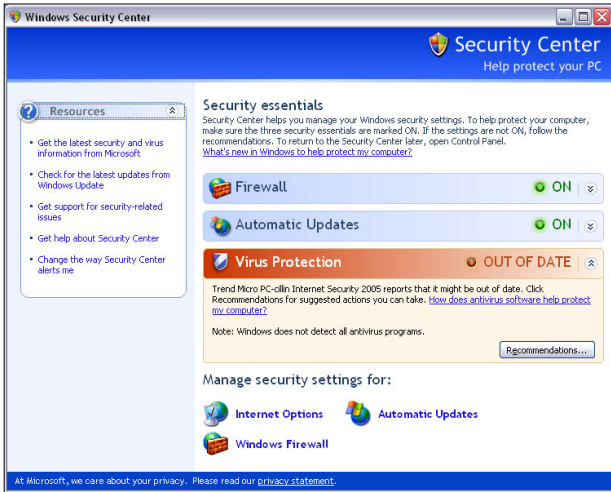 Windows Security Center
Security Center
Help protect your PC
Resources
Get the latest security and virus
information from Microsoft
Check for the latest updates from
Windows Update
Get support for security-related
issues
Get help about Security Center
Change the way Security Center
alerts me
Security essentials
Security Center helps you manage your Windows security settings. To help protect your computer,
make sure the three security essentials are marked ON. If the settings are not ON, follow the
recommendations. To return to the Security Center later, open Control Panel.
What's new in Windows to help protect my computer?
Firewall
ON
Automatic Updates
ON
Virus Protection
OUT OF DATE
Trend Micro PC-cillin Internet Security 2005 reports that it might be out of date. Click
Recommendations for suggested actions you can take. How does antivirus software help protect
my computer?
Note: Windows does not detect all antivirus programs.
Recommendations...
Manage security settings for:
Internet Options
Automatic Updates
Windows Firewall
At Microsoft, we care about your privacy. Please read our privacy statement.